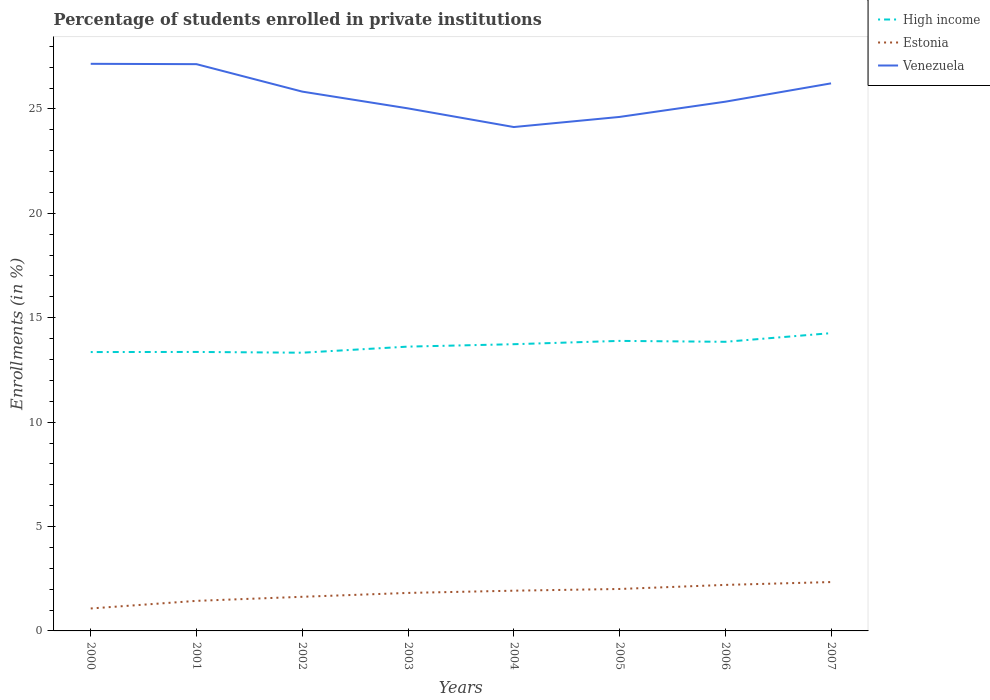 Percentage of students enrolled in private institutions
High income
Estonia
Venezuela
Enrollments (in %)
25
20
15
10
5
0
2000
2001
2002
2003
2004
2005
2006
2007
Years